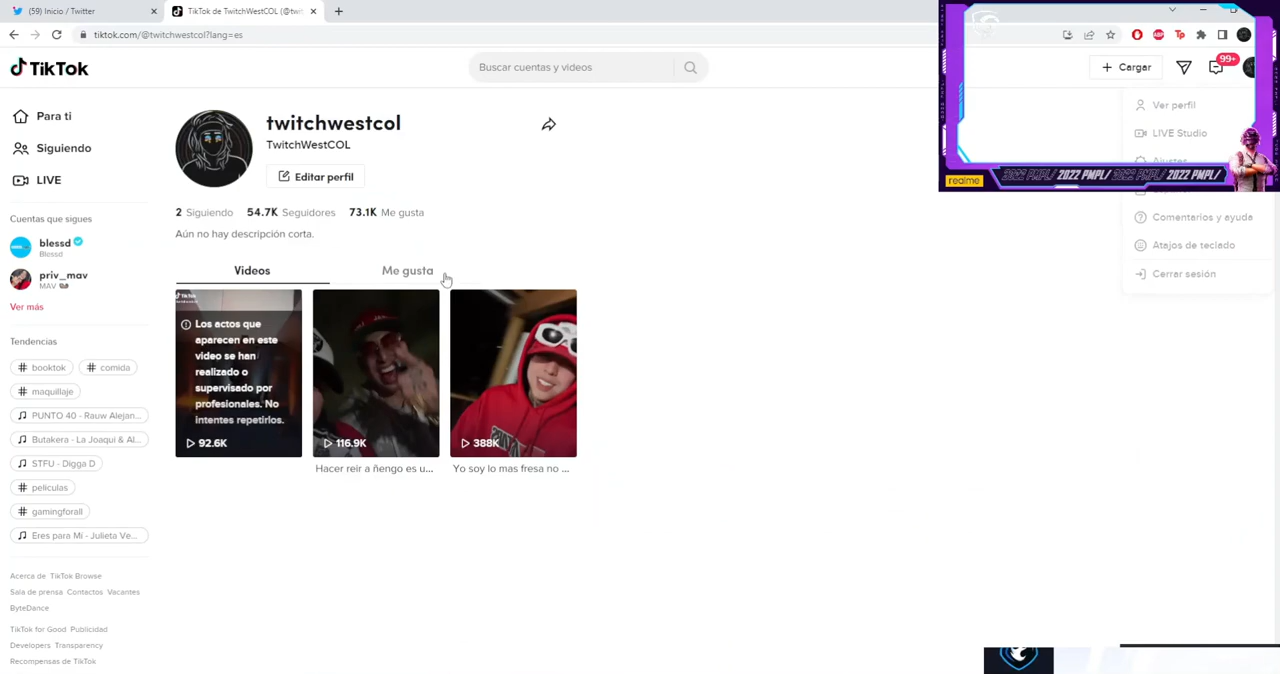 (59) Inicio / Twitter
TikTok de TwitchWestCOL (@twit
tiktok.com/@twitchwestcol?lang=es
TikTok
Buscar cuentas y videos
Cargar
99+
Para ti
Siguiendo
LIVE
Cuentas que sigues
blessd
Blessd
priv_mav
MAV
Ver más
Tendencias
# booktok
# comida
# maquillaje
PUNTO 40 - Rauw Alejan...
Butakera - La Joaqui & Al...
STFU - Digga D
# películas
# gamingforall
Eres para Mí - Julieta Ve...
Acerca de TikTok Browse
Sala de prensa Contactos Vacantes
ByteDance
TikTok for Good Publicidad
Developers Transparency
Recompensas de TikTok
twitchwestcol
TwitchWestCOL
Editar perfil
2 Siguiendo 54.7K Seguidores 73.1K Me gusta
Aún no hay descripción corta.
Videos
Me gusta
TikTok
Los actos que
aparecen en este
video se han
realizado o
supervisado por
profesionales. No
intentes repetirlos.
92.6K
116.9K
388K
Hacer reir a ñengo es u...
Yo soy lo mas fresa no ...
Ver perfil
LIVE Studio
Ajustes
Comentarios y ayuda
Atajos de teclado
Cerrar sesión
realme
2022 PMPL/ 2022 PMPL/ 2022 PMPL/ 2022 PMPL/